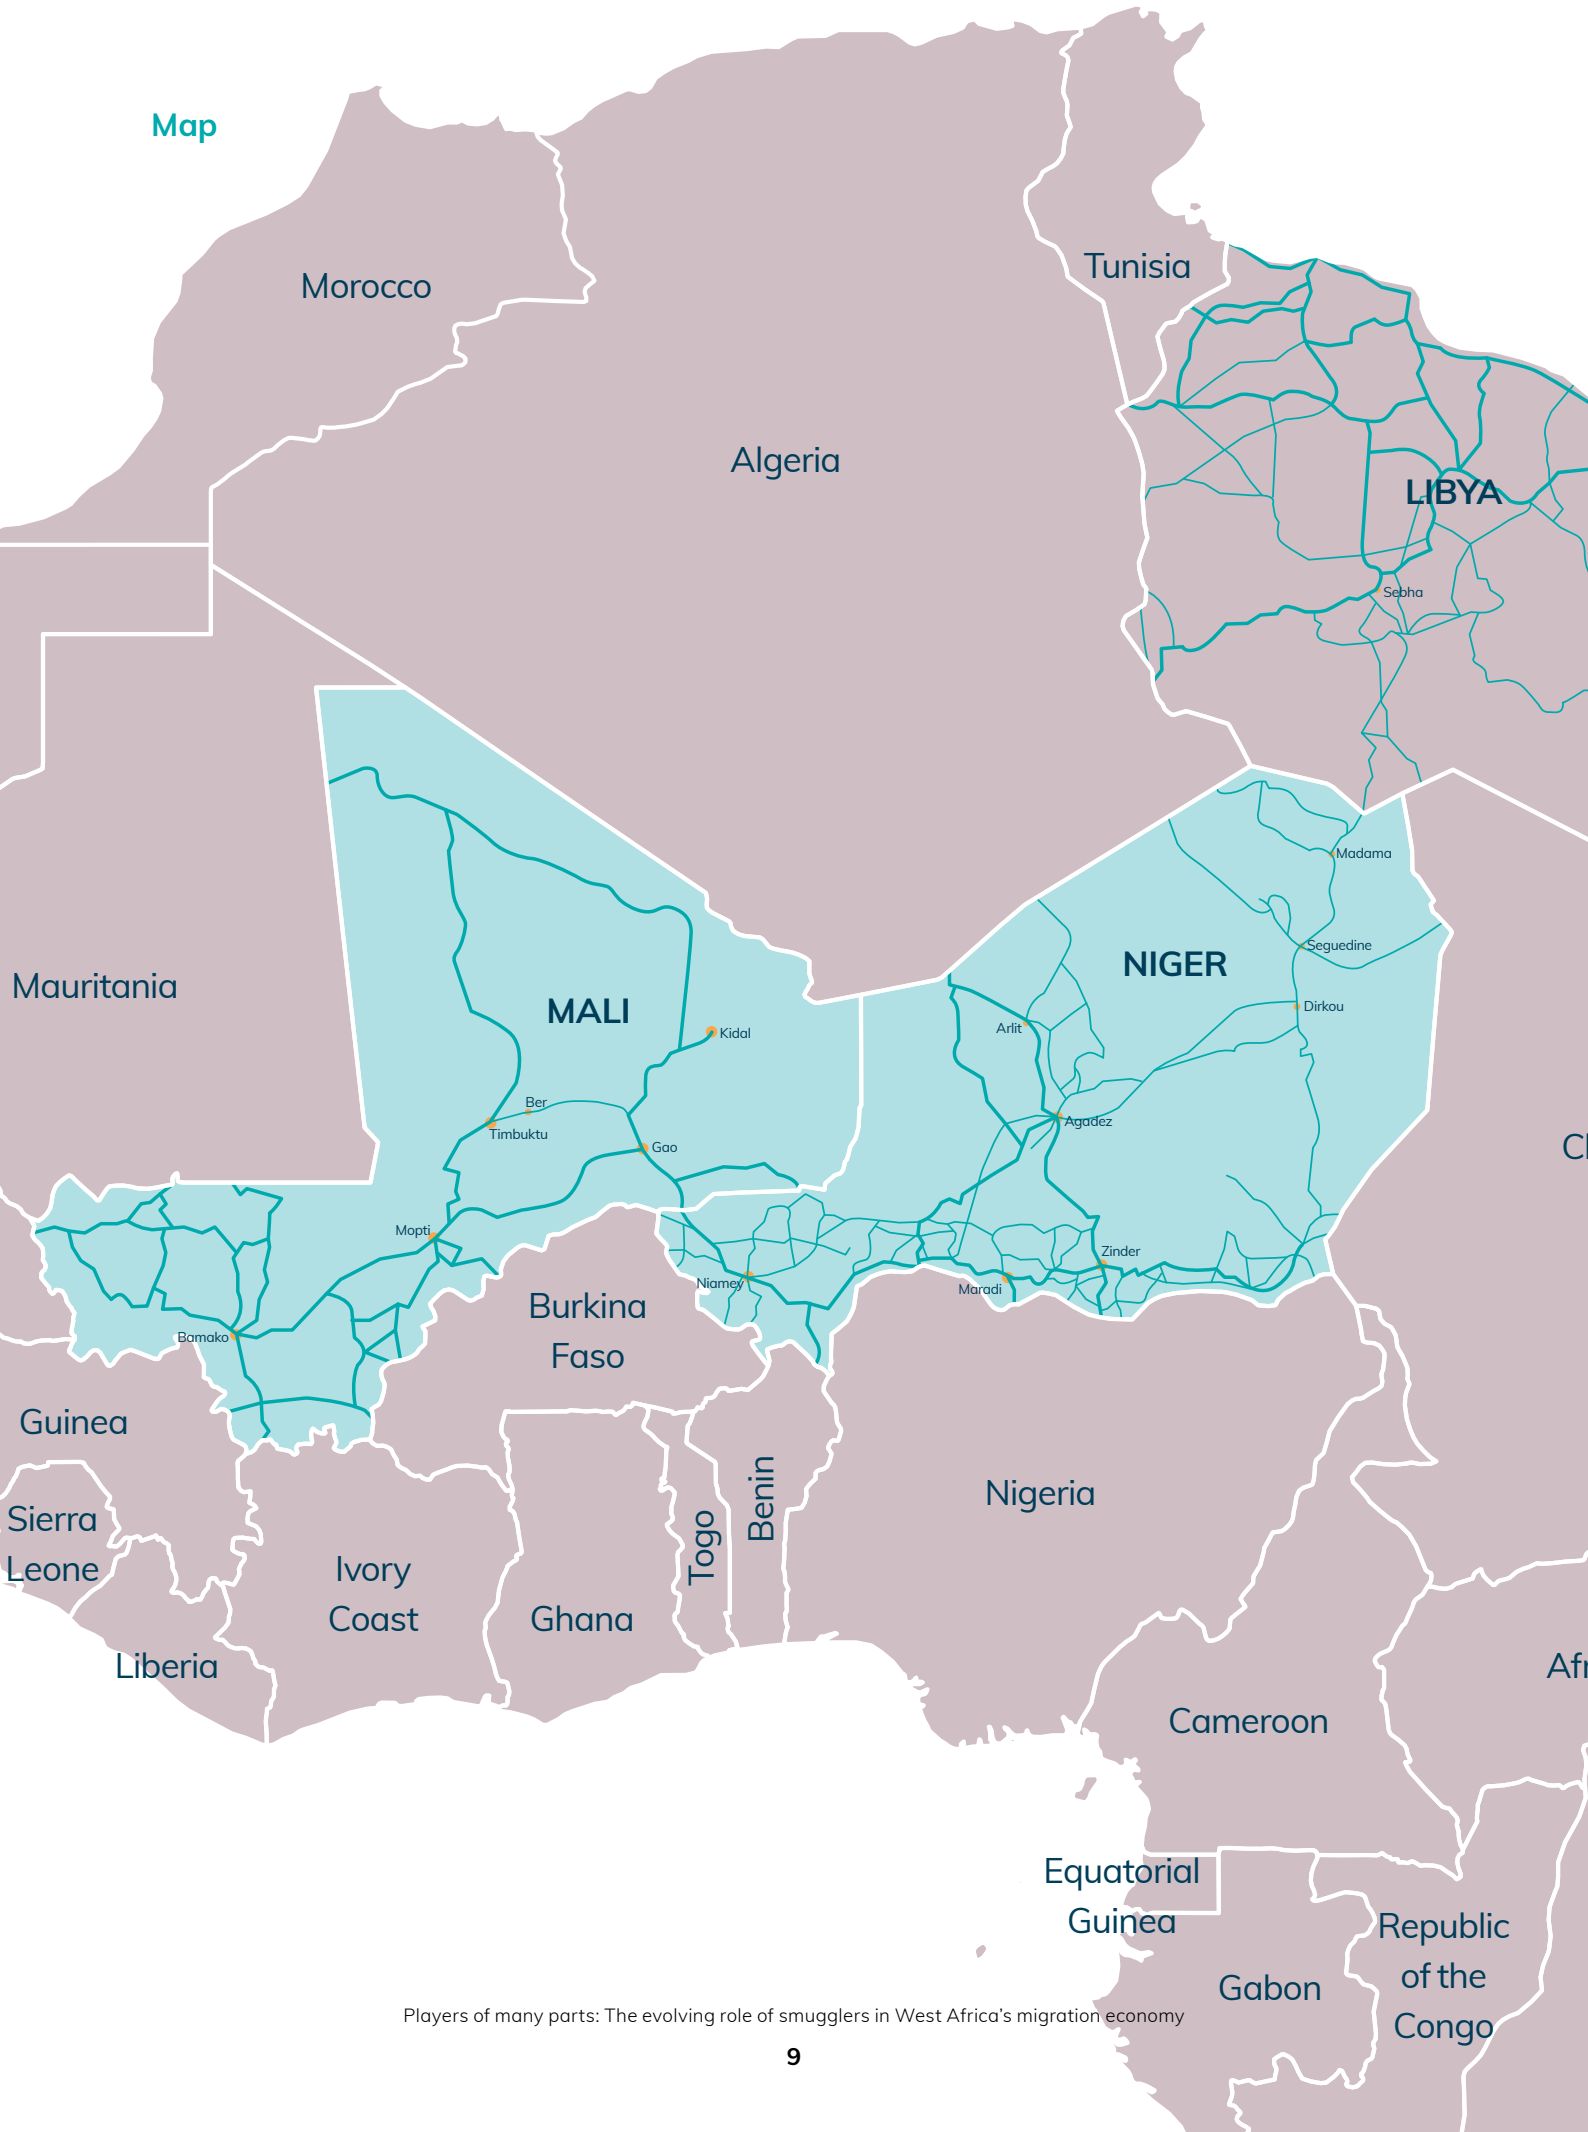 Map
Morocco
Tunisia
Algeria
LIBYA
Sebha
Madama
Seguedine
NIGER
Mauritania
MALI
Dirkou
Arlit
Kidal
Ber
Timbuktu
Agadez
Gao
Cl
Mopti
Zinder
Niamey
Maradi
Burkina
Faso
Bamako
Guinea
Nigeria
Benin
Togo
Sierra
Leone
Ivory
Coast
Ghana
Liberia
Afr
Cameroon
Equatorial
Guinea
Republic
of the
Congo
Gabon
Players of many parts: The evolving role of smugglers in West Africa’s migration economy
9